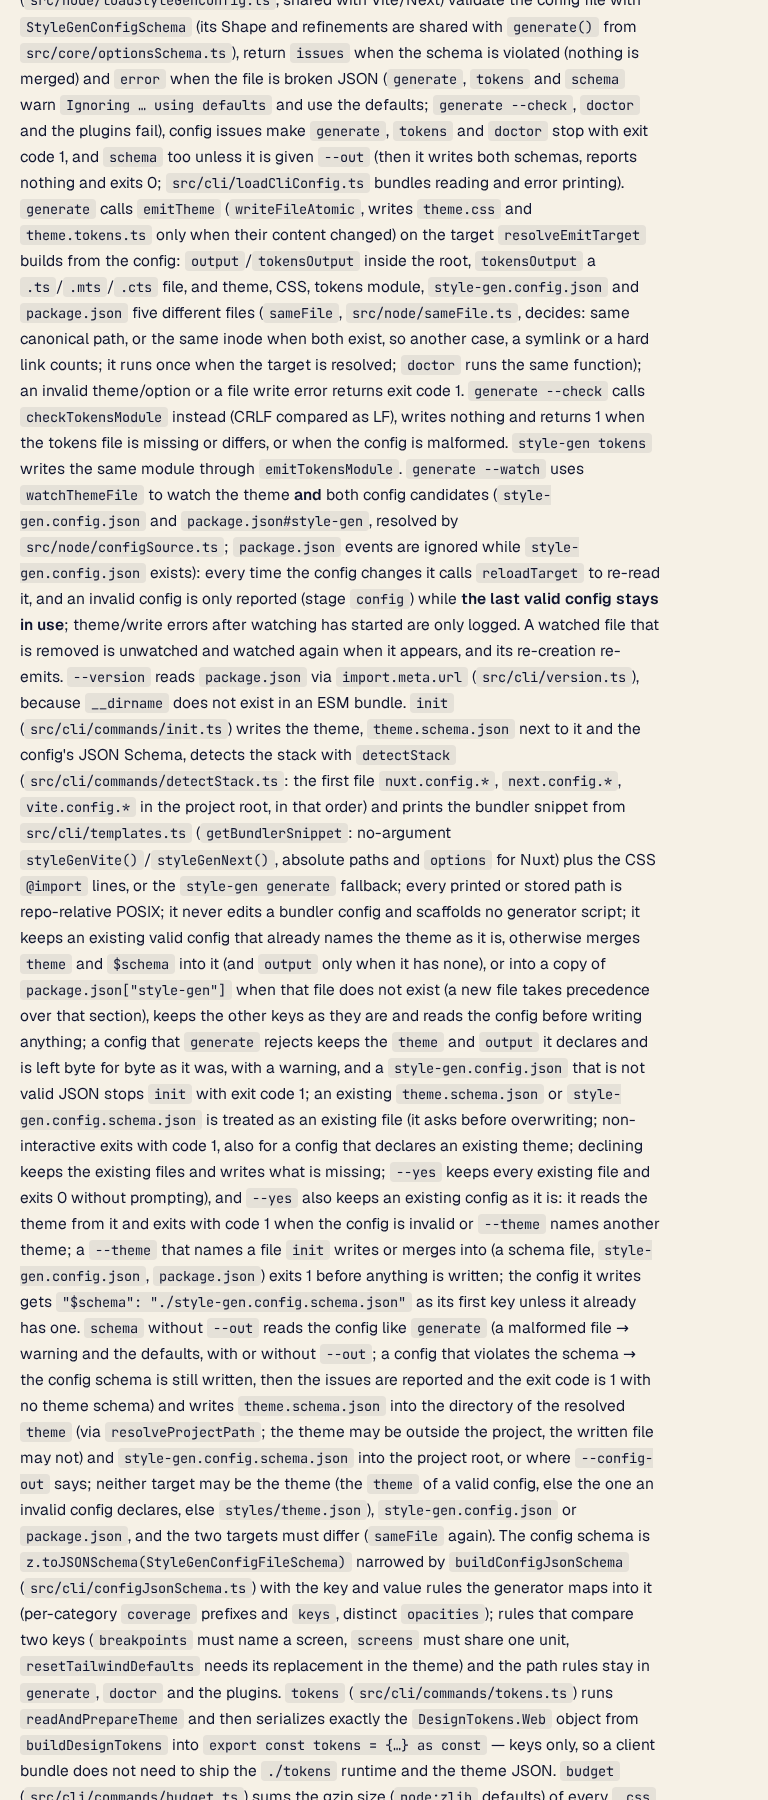 (src/node/loadStyleGenConfig.ts, shared with Vite/Next) validate the config file with
StyleGenConfigSchema (its Shape and refinements are shared with generate() from
src/core/optionsSchema.ts), return issues when the schema is violated (nothing is
merged) and error when the file is broken JSON (generate, tokens and schema
warn Ignoring … using defaults and use the defaults; generate --check, doctor
and the plugins fail), config issues make generate, tokens and doctor stop with exit
code 1, and schema too unless it is given --out (then it writes both schemas, reports
nothing and exits 0; src/cli/loadCliConfig.ts bundles reading and error printing).
generate calls emitTheme (writeFileAtomic, writes theme.css and
theme.tokens.ts only when their content changed) on the target resolveEmitTarget
builds from the config: output/tokensOutput inside the root, tokensOutput a
.ts/.mts/.cts file, and theme, CSS, tokens module, style-gen.config.json and
package.json five different files (sameFile, src/node/sameFile.ts, decides: same
canonical path, or the same inode when both exist, so another case, a symlink or a hard
link counts; it runs once when the target is resolved; doctor runs the same function);
an invalid theme/option or a file write error returns exit code 1. generate --check calls
checkTokensModule instead (CRLF compared as LF), writes nothing and returns 1 when
the tokens file is missing or differs, or when the config is malformed. style-gen tokens
writes the same module through emitTokensModule. generate --watch uses
watchThemeFile to watch the theme and both config candidates (style-
gen.config.json and package.json#style-gen, resolved by
src/node/configSource.ts; package.json events are ignored while style-
gen.config.json exists): every time the config changes it calls reloadTarget to re-read
it, and an invalid config is only reported (stage config) while the last valid config stays
in use; theme/write errors after watching has started are only logged. A watched file that
is removed is unwatched and watched again when it appears, and its re-creation re-
emits. --version reads package.json via import.meta.url (src/cli/version.ts),
because __dirname does not exist in an ESM bundle. init
(src/cli/commands/init.ts) writes the theme, theme.schema.json next to it and the
config's JSON Schema, detects the stack with detectStack
(src/cli/commands/detectStack.ts: the first file nuxt.config.*, next.config.*,
vite.config.* in the project root, in that order) and prints the bundler snippet from
src/cli/templates.ts (getBundlerSnippet: no-argument
styleGenVite()/styleGenNext(), absolute paths and options for Nuxt) plus the CSS
@import lines, or the style-gen generate fallback; every printed or stored path is
repo-relative POSIX; it never edits a bundler config and scaffolds no generator script; it
keeps an existing valid config that already names the theme as it is, otherwise merges
theme and $schema into it (and output only when it has none), or into a copy of
package.json["style-gen"] when that file does not exist (a new file takes precedence
over that section), keeps the other keys as they are and reads the config before writing
anything; a config that generate rejects keeps the theme and output it declares and
is left byte for byte as it was, with a warning, and a style-gen.config.json that is not
valid JSON stops init with exit code 1; an existing theme.schema.json or style-
gen.config.schema.json is treated as an existing file (it asks before overwriting; non-
interactive exits with code 1, also for a config that declares an existing theme; declining
keeps the existing files and writes what is missing; --yes keeps every existing file and
exits 0 without prompting), and --yes also keeps an existing config as it is: it reads the
theme from it and exits with code 1 when the config is invalid or --theme names another
theme; a --theme that names a file init writes or merges into (a schema file, style-
gen.config.json, package.json) exits 1 before anything is written; the config it writes
gets "$schema": "./style-gen.config.schema.json" as its first key unless it already
has one. schema without --out reads the config like generate (a malformed file →
warning and the defaults, with or without --out; a config that violates the schema →
the config schema is still written, then the issues are reported and the exit code is 1 with
no theme schema) and writes theme.schema.json into the directory of the resolved
theme (via resolveProjectPath; the theme may be outside the project, the written file
may not) and style-gen.config.schema.json into the project root, or where --config-
out says; neither target may be the theme (the theme of a valid config, else the one an
invalid config declares, else styles/theme.json), style-gen.config.json or
package.json, and the two targets must differ (sameFile again). The config schema is
z.toJSONSchema(StyleGenConfigFileSchema) narrowed by buildConfigJsonSchema
(src/cli/configJsonSchema.ts) with the key and value rules the generator maps into it
(per-category coverage prefixes and keys, distinct opacities); rules that compare
two keys (breakpoints must name a screen, screens must share one unit,
resetTailwindDefaults needs its replacement in the theme) and the path rules stay in
generate, doctor and the plugins. tokens (src/cli/commands/tokens.ts) runs
readAndPrepareTheme and then serializes exactly the DesignTokens.Web object from
buildDesignTokens into export const tokens = {…} as const — keys only, so a client
bundle does not need to ship the ./tokens runtime and the theme JSON. budget
(src/cli/commands/budget.ts) sums the gzip size (node:zlib defaults) of every .css